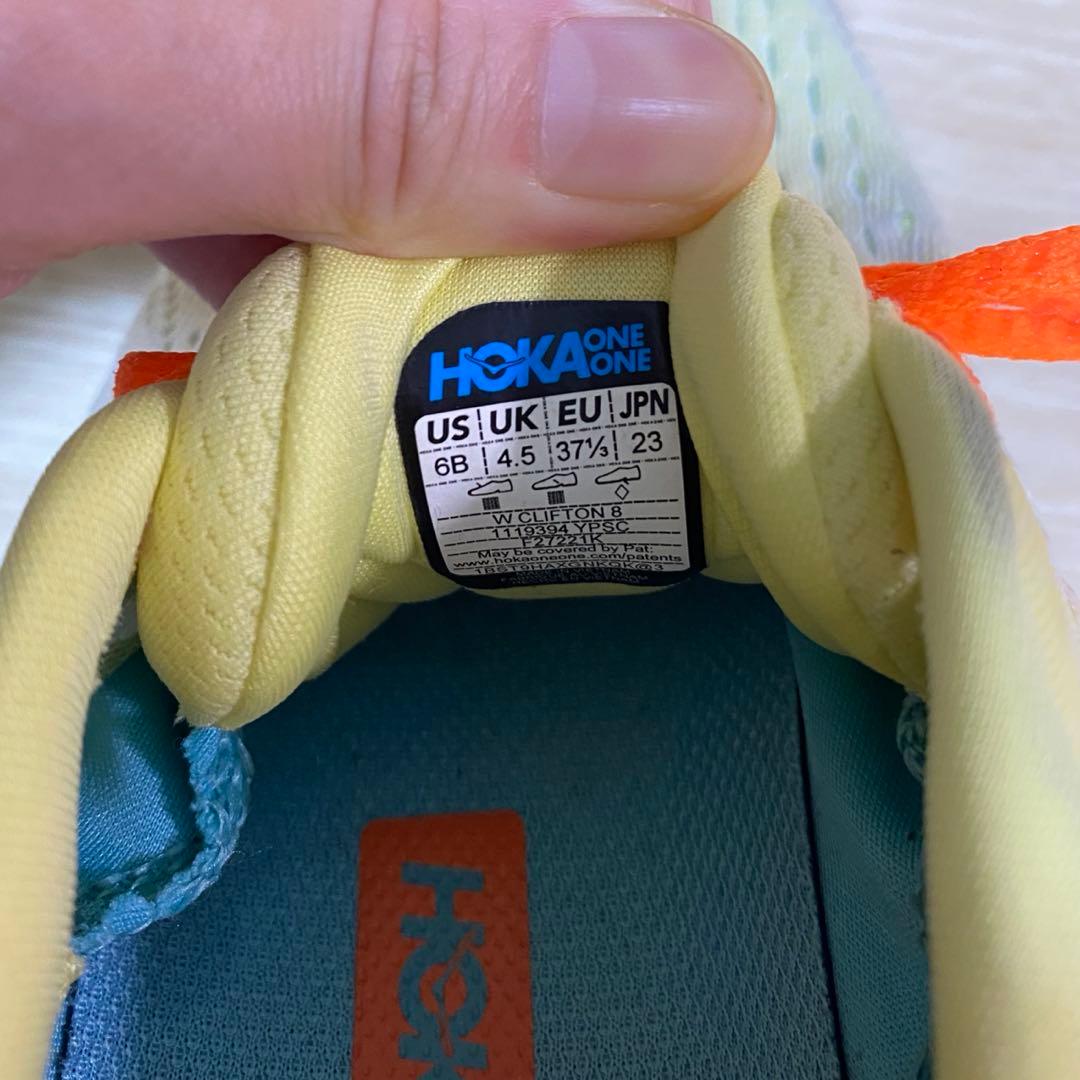 HOKA ONE ONE
US UK EU JPN
6B 4.5 37⅓ 23
W CLIFTON 8
1119394 YPSC
F27221K
May be covered by Pat:
www.hokaoneone.com/patents
HOK